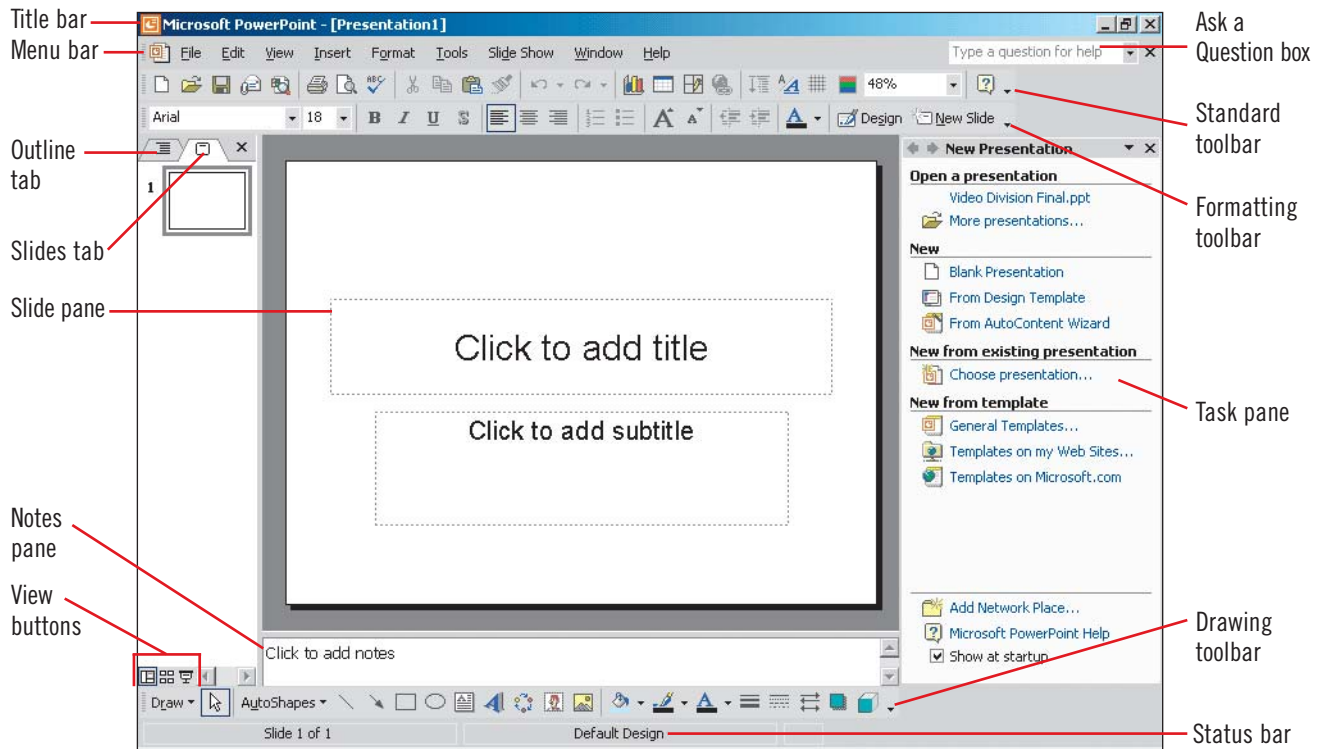 Title bar
Menu bar
Outline
tab
Slides tab
Slide pane
Notes
pane
View
buttons
Microsoft PowerPoint - [Presentation1]
File Edit View Insert Format Tools Slide Show Window Help
Type a question for help
48%
Arial
18
B I U S
Design
New Slide
1
Click to add title
Click to add subtitle
Click to add notes
New Presentation
Open a presentation
Video Division Final.ppt
More presentations...
New
Blank Presentation
From Design Template
From AutoContent Wizard
New from existing presentation
Choose presentation...
New from template
General Templates...
Templates on my Web Sites...
Templates on Microsoft.com
Add Network Place...
Microsoft PowerPoint Help
Show at startup
Draw AutoShapes
Slide 1 of 1
Default Design
Ask a
Question box
Standard
toolbar
Formatting
toolbar
Task pane
Drawing
toolbar
Status bar